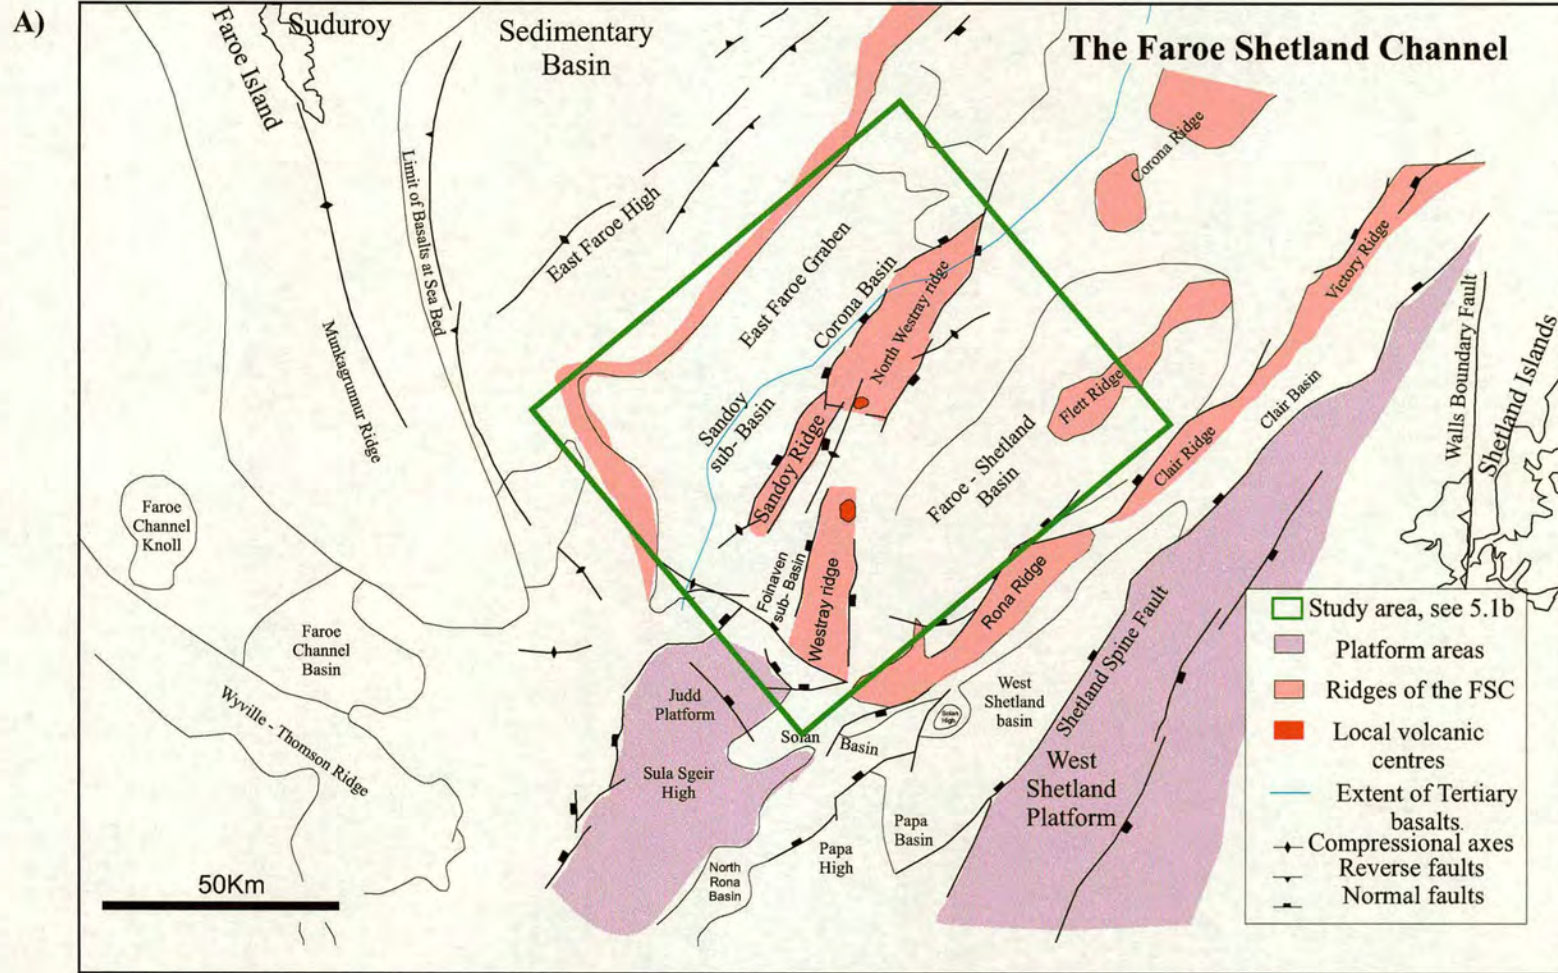 A)
The Faroe Shetland Channel
Faroe Island
Suduroy
Sedimentary
Basin
Limit of Basalts at Sea Bed
East Faroe High
Munkagrunnur Ridge
Corona Ridge
East Faroe Graben
Corona Basin
North Westray ridge
Victory Ridge
Walls Boundary Fault
Shetland Islands
Sandoy
sub- Basin
Sandoy Ridge
Flett Ridge
Faroe - Shetland
Basin
Clair Ridge
Clair Basin
Faroe
Channel
Knoll
Foinaven
sub- Basin
Westray ridge
Rona Ridge
Shetland Spine Fault
Faroe
Channel
Basin
Wyville - Thomson Ridge
Judd
Platform
Solan
Basin
Solan
High
West
Shetland
basin
Sula Sgeir
High
West
Shetland
Platform
Papa
Basin
Papa
High
North
Rona
Basin
50Km
Study area, see 5.1b
Platform areas
Ridges of the FSC
Local volcanic
centres
Extent of Tertiary
basalts.
Compressional axes
Reverse faults
Normal faults